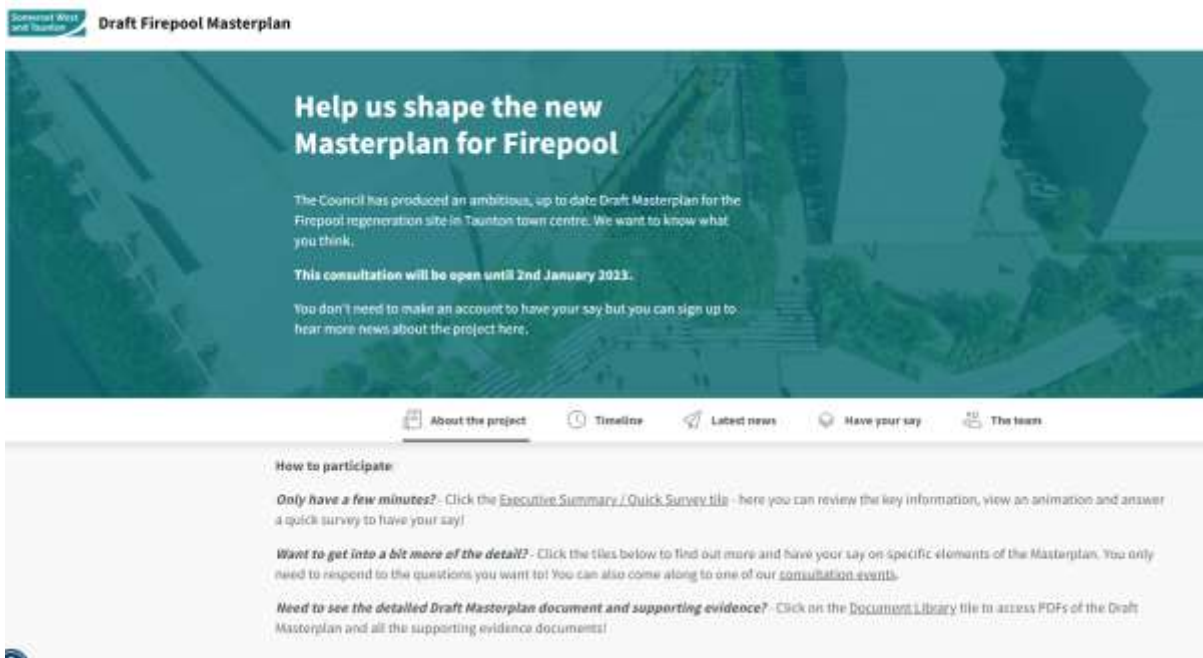 Somerset West
and Taunton
Draft Firepool Masterplan
Help us shape the new
Masterplan for Firepool
The Council has produced an ambitious, up to date Draft Masterplan for the
Firepool regeneration site in Taunton town centre. We want to know what
you think.
This consultation will be open until 2nd January 2023.
You don't need to make an account to have your say but you can sign up to
hear more news about the project here.
About the project Timeline Latest news Have your say The team
How to participate
Only have a few minutes? - Click the Executive Summary / Quick Survey tile - here you can review the key information, view an animation and answer
a quick survey to have your say!
Want to get into a bit more of the detail? - Click the tiles below to find out more and have your say on specific elements of the Masterplan. You only
need to respond to the questions you want to! You can also come along to one of our consultation events.
Need to see the detailed Draft Masterplan document and supporting evidence? - Click on the Document Library tile to access PDFs of the Draft
Masterplan and all the supporting evidence documents!